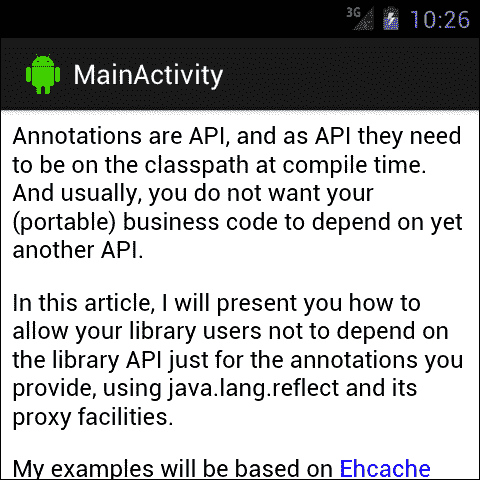 3G 10:26
MainActivity
Annotations are API, and as API they need
to be on the classpath at compile time.
And usually, you do not want your
(portable) business code to depend on yet
another API.
In this article, I will present you how to
allow your library users not to depend on
the library API just for the annotations you
provide, using java.lang.reflect and its
proxy facilities.
My examples will be based on Ehcache